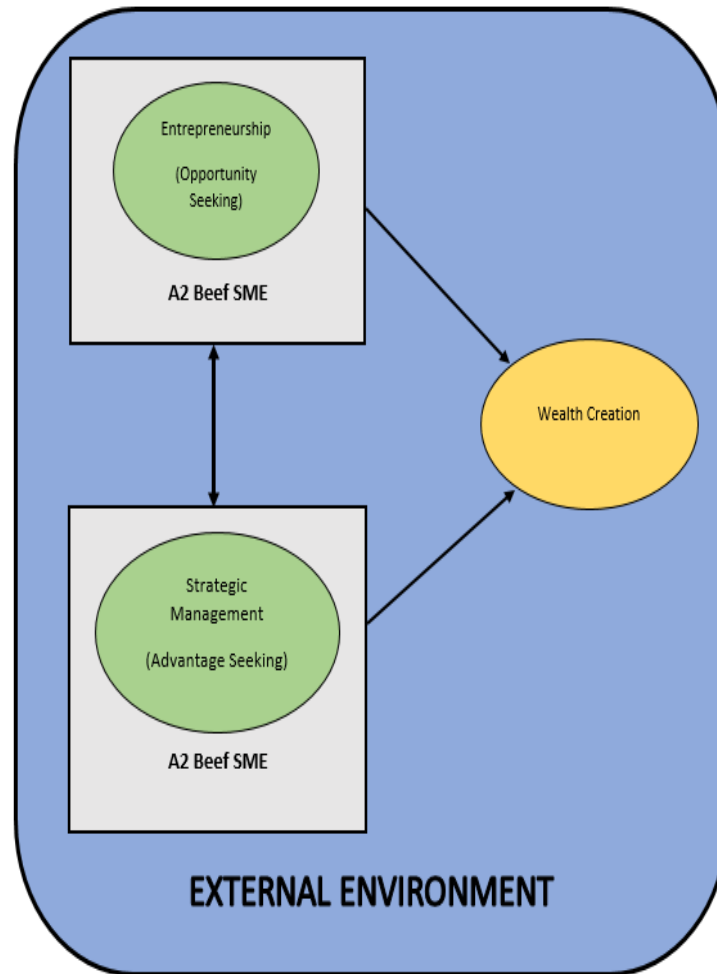 Entrepreneurship
(Opportunity
Seeking)
A2 Beef SME
Wealth Creation
Strategic
Management
(Advantage Seeking)
A2 Beef SME
EXTERNAL ENVIRONMENT